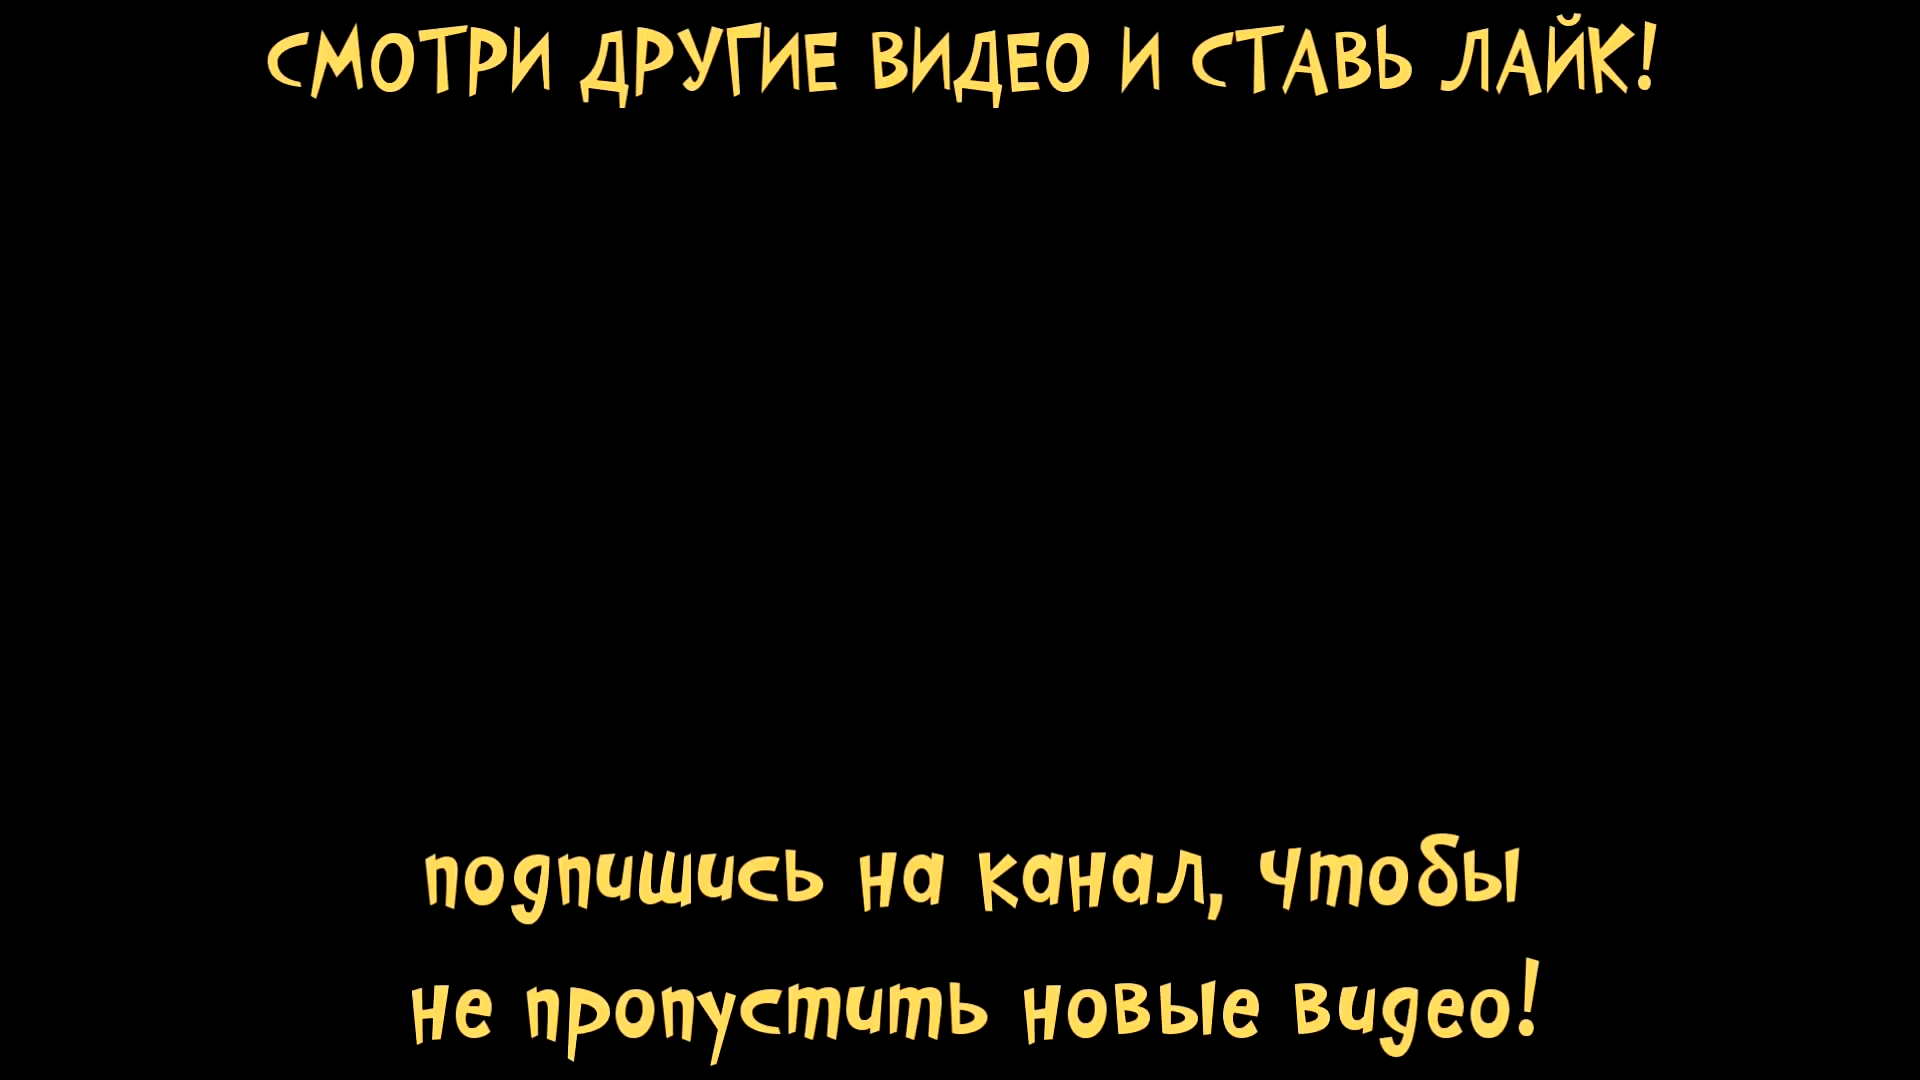 СМОТРИ ДРУГИЕ ВИДЕО И СТАВЬ ЛАЙК!
подпишись на канал, чтобы
не пропустить новые видео!